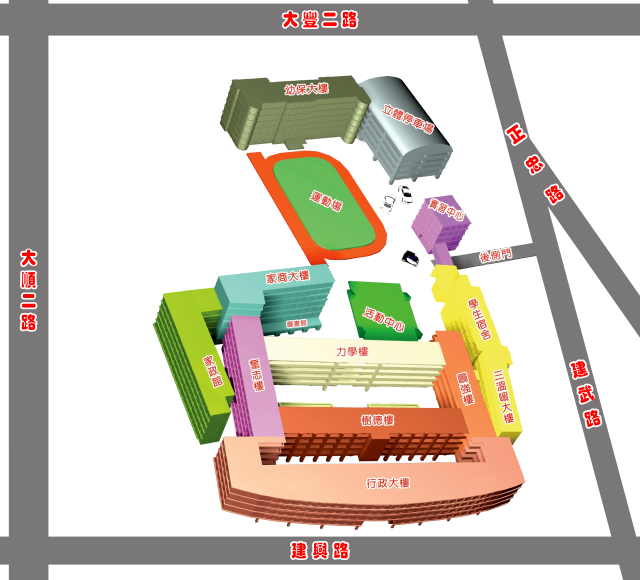 大豐二路
幼保大樓
立體停車場
正忠路
運動場
實習中心
後側門
大順二路
家商大樓
圖書館
活動中心
學生宿舍
力學樓
家政館
奮志樓
圖強樓
三溫暖大樓
建武路
樹德樓
行政大樓
建興路